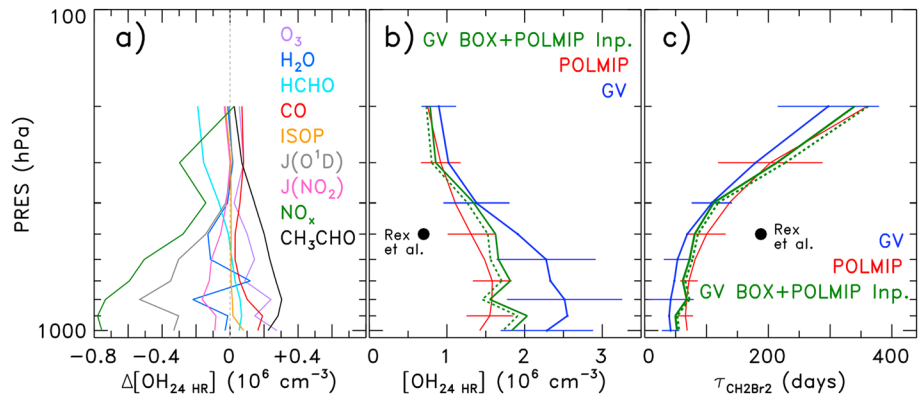 100
1000
PRES (hPa)
a)
O₃
H₂O
HCHO
CO
ISOP
J(O¹D)
J(NO₂)
NOₓ
CH₃CHO
−0.8
−0.4
0
+0.4
Δ[OH₂₄ HR] (10⁶ cm⁻³)
b)
GV BOX+POLMIP Inp.
POLMIP
GV
Rex
et al.
0
1
2
3
[OH₂₄ HR] (10⁶ cm⁻³)
c)
Rex
et al.
GV
POLMIP
GV BOX+POLMIP Inp.
0
200
400
τCH2Br2 (days)